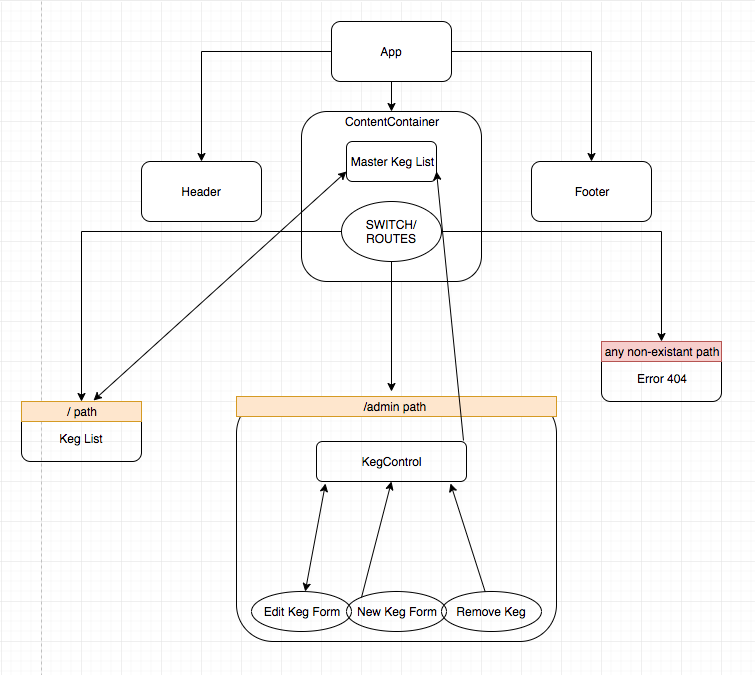 App
ContentContainer
Master Keg List
Header
Footer
SWITCH/
ROUTES
any non-existant path
Error 404
/ path
Keg List
/admin path
KegControl
Edit Keg Form
New Keg Form
Remove Keg